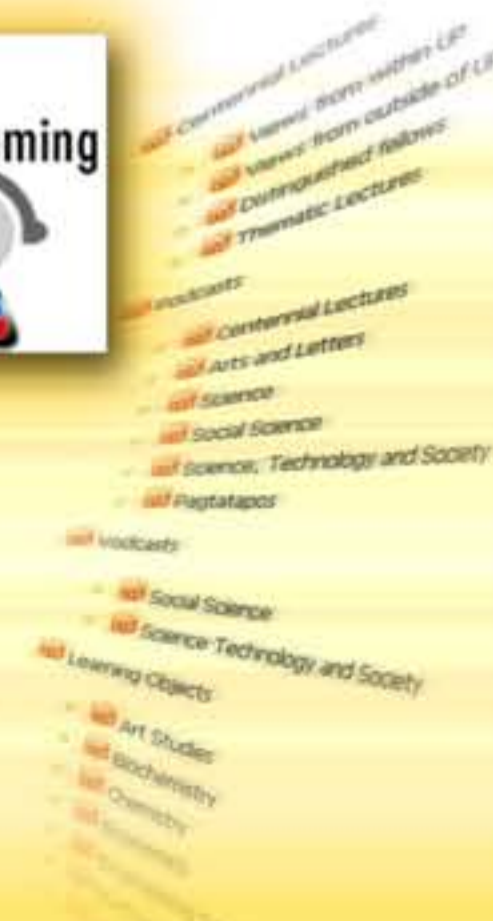 ming
Centennial Lectures
Views from within UP
Views from outside of UP
Distinguished fellows
Thematic Lectures
Podcasts
Centennial Lectures
Arts and Letters
Science
Social Science
Science, Technology and Society
Pagtatapos
Vodcasts
Social Science
Science Technology and Society
Learning Objects
Art Studies
Biochemistry
Chemistry